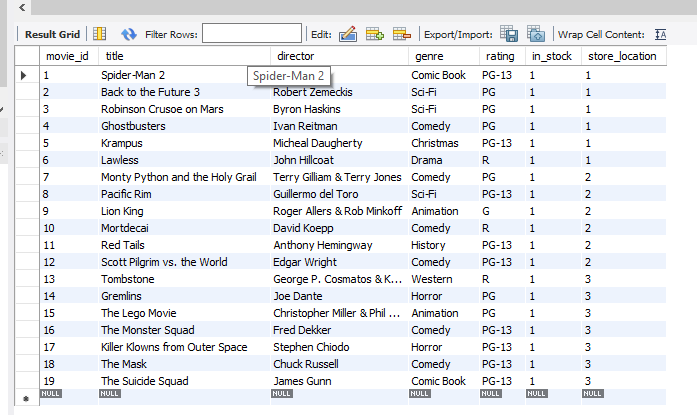 Result Grid Filter Rows: Edit: Export/Import: Wrap Cell Content: IA
movie_id title director genre rating in_stock store_location
1 Spider-Man 2 Comic Book PG-13 1 1
Spider-Man 2
2 Back to the Future 3 Robert Zemeckis Sci-Fi PG 1 1
3 Robinson Crusoe on Mars Byron Haskins Sci-Fi PG 1 1
4 Ghostbusters Ivan Reitman Comedy PG 1 1
5 Krampus Micheal Daugherty Christmas PG-13 1 1
6 Lawless John Hillcoat Drama R 1 1
7 Monty Python and the Holy Grail Terry Gilliam & Terry Jones Comedy PG 1 2
8 Pacific Rim Guillermo del Toro Sci-Fi PG-13 1 2
9 Lion King Roger Allers & Rob Minkoff Animation G 1 2
10 Mortdecai David Koepp Comedy R 1 2
11 Red Tails Anthony Hemingway History PG-13 1 2
12 Scott Pilgrim vs. the World Edgar Wright Comedy PG-13 1 2
13 Tombstone George P. Cosmatos & K... Western R 1 3
14 Gremlins Joe Dante Horror PG 1 3
15 The Lego Movie Christopher Miller & Phil ... Animation PG 1 3
16 The Monster Squad Fred Dekker Comedy PG-13 1 3
17 Killer Klowns from Outer Space Stephen Chiodo Horror PG-13 1 3
18 The Mask Chuck Russell Comedy PG-13 1 3
19 The Suicide Squad James Gunn Comic Book PG-13 1 3
NULL NULL NULL NULL NULL NULL NULL